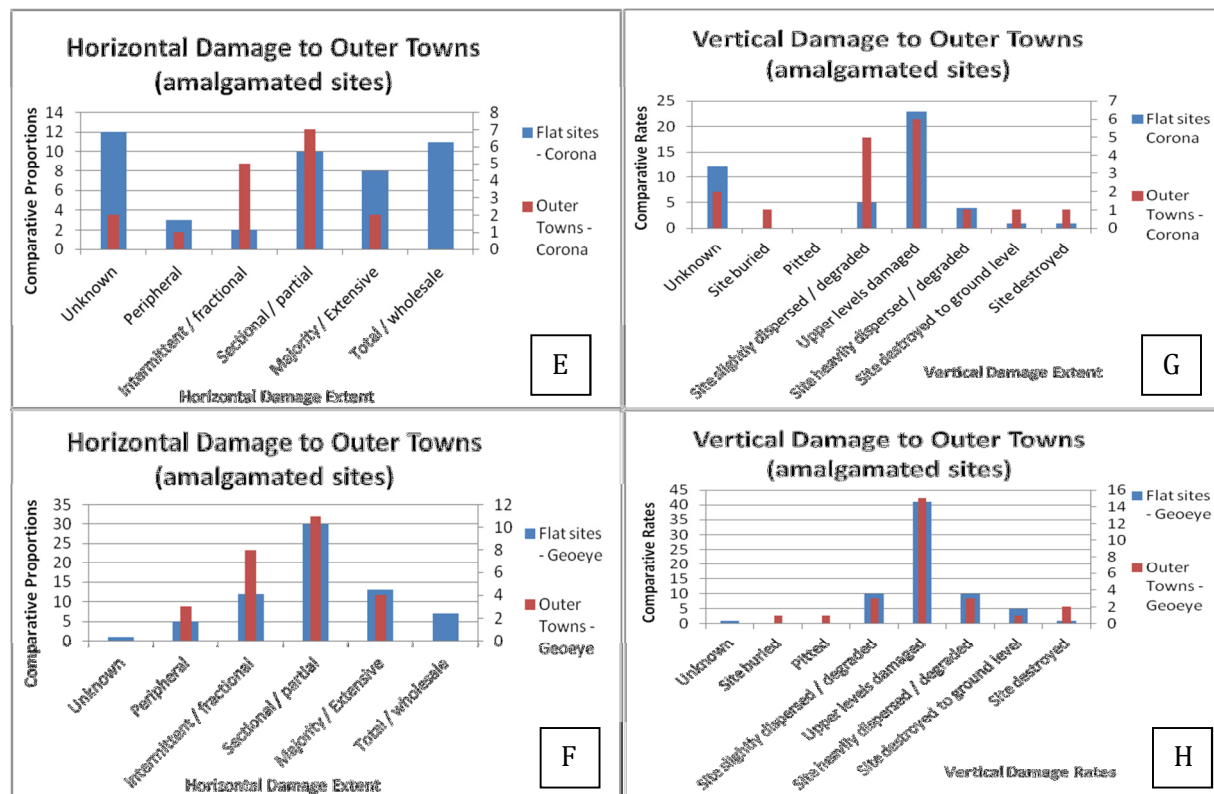 Horizontal Damage to Outer Towns
(amalgamated sites)
Comparative Proportions
14
12
10
8
6
4
2
0
8
7
6
5
4
3
2
1
0
Flat sites
- Corona
Outer
Towns -
Corona
Unknown
Peripheral
Intermittent / fractional
Sectional / partial
Majority / Extensive
Total / wholesale
Horizontal Damage Extent
E
Vertical Damage to Outer Towns
(amalgamated sites)
Comparative Rates
25
20
15
10
5
0
7
6
5
4
3
2
1
0
Flat sites
Corona
Outer
Towns -
Corona
Unknown
Site buried
Pitted
Site slightly dispersed / degraded
Upper levels damaged
Site heavily dispersed / degraded
Site destroyed to ground level
Site destroyed
Vertical Damage Extent
G
Horizontal Damage to Outer Towns
(amalgamated sites)
Comparative Proportions
35
30
25
20
15
10
5
0
12
10
8
6
4
2
0
Flat sites
- Geoeye
Outer
Towns -
Geoeye
Unknown
Peripheral
Intermittent / fractional
Sectional / partial
Majority / Extensive
Total / wholesale
Horizontal Damage Extent
F
Vertical Damage to Outer Towns
(amalgamated sites)
Comparative Rates
45
40
35
30
25
20
15
10
5
0
16
14
12
10
8
6
4
2
0
Flat sites
- Geoeye
Outer
Towns -
Geoeye
Unknown
Site buried
Pitted
Site slightly dispersed / degraded
Upper levels damaged
Site heavily dispersed / degraded
Site destroyed to ground level
Site destroyed
Vertical Damage Rates
H